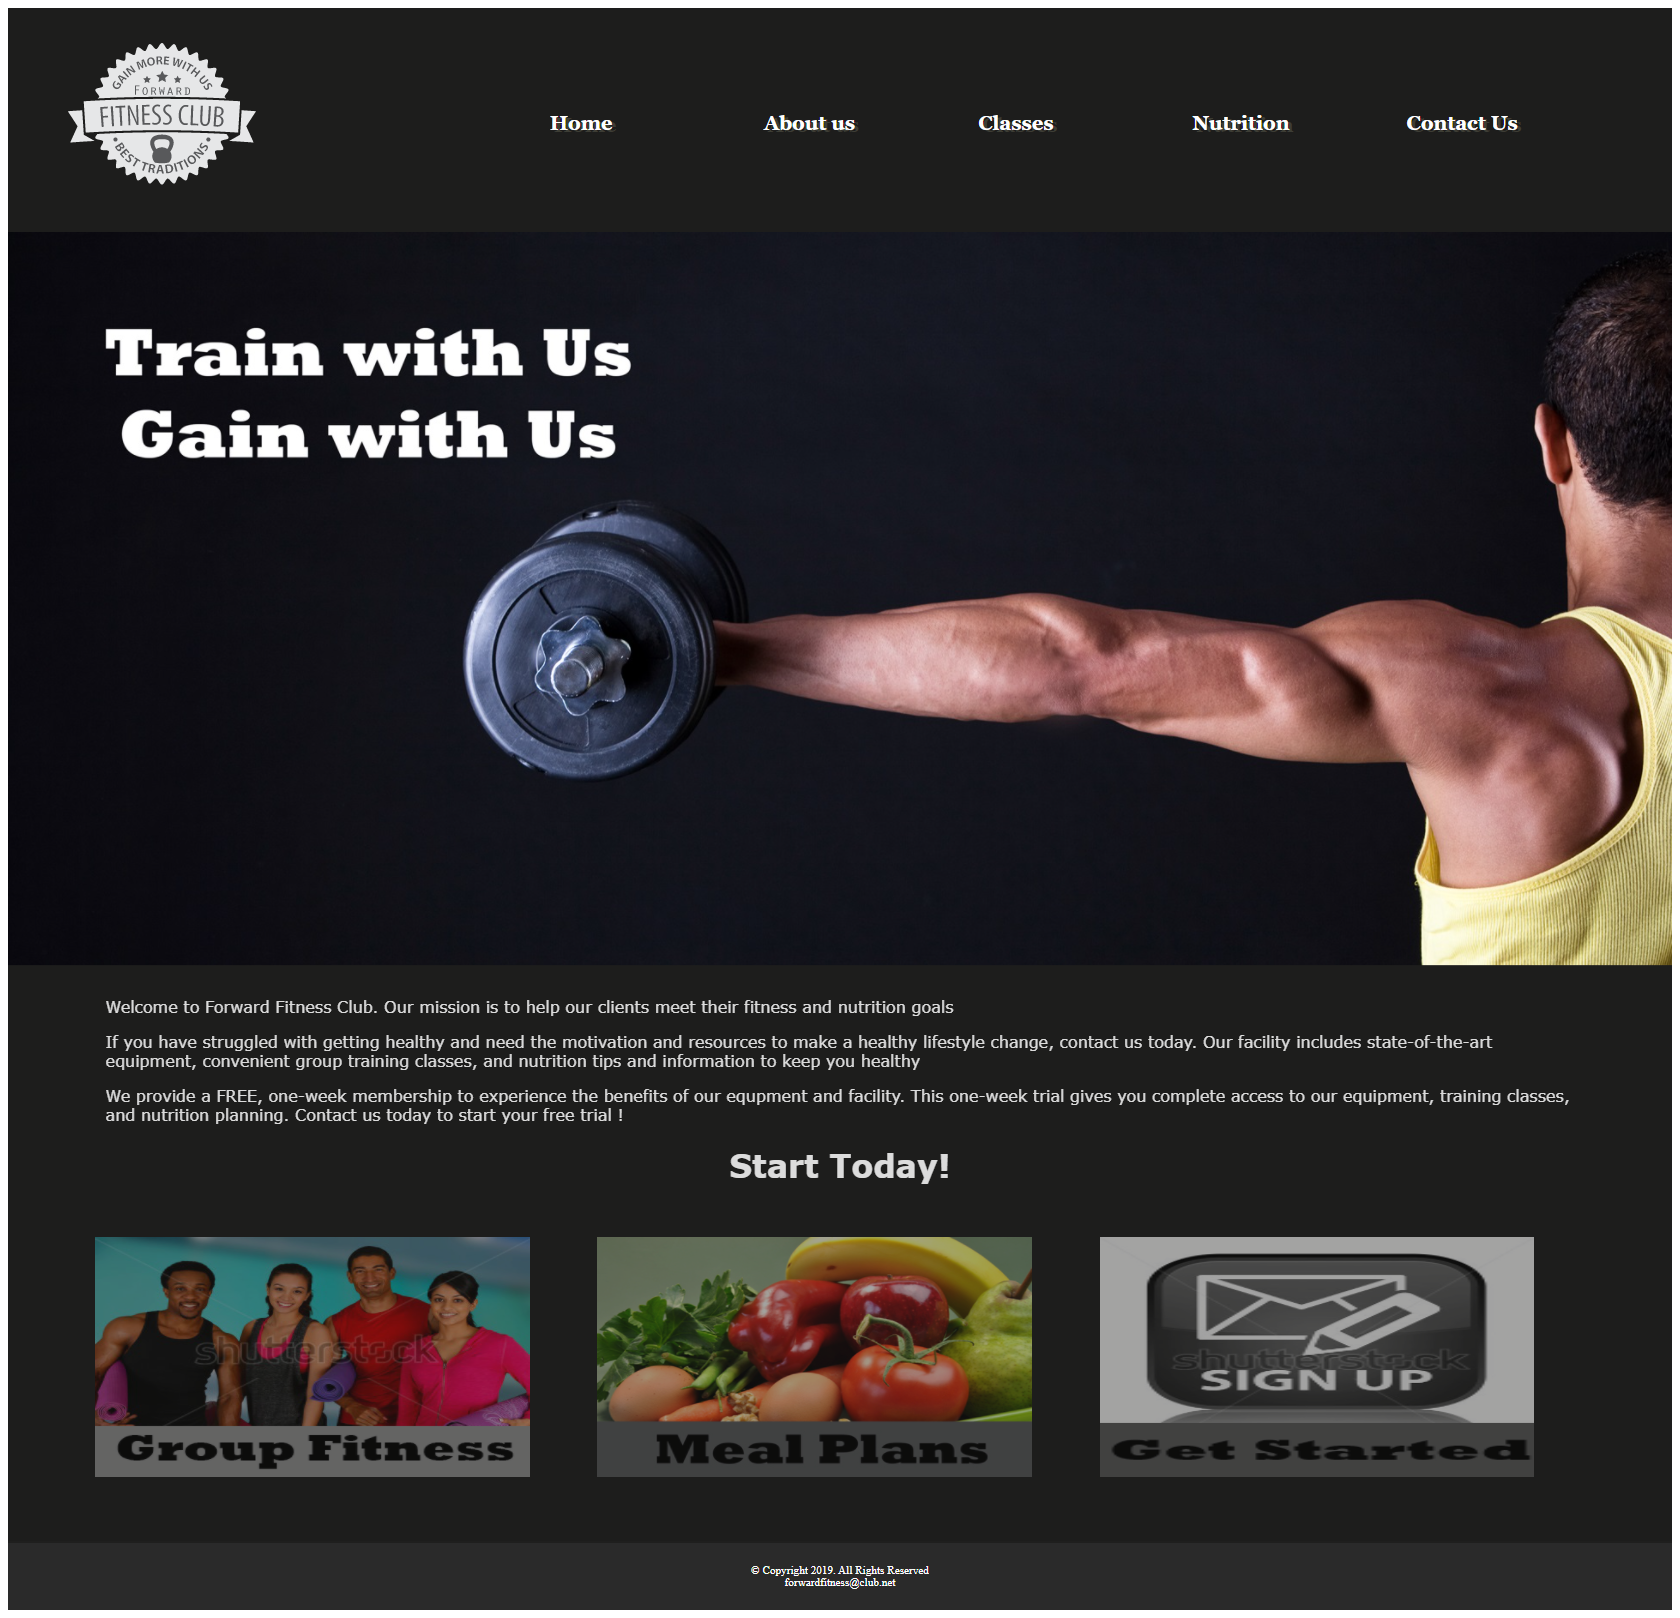 GAIN MORE WITH US
FORWARD
FITNESS CLUB
BEST TRADITIONS
Home About us Classes Nutrition Contact Us
Train with Us
Gain with Us
Welcome to Forward Fitness Club. Our mission is to help our clients meet their fitness and nutrition goals
If you have struggled with getting healthy and need the motivation and resources to make a healthy lifestyle change, contact us today. Our facility includes state-of-the-art
equipment, convenient group training classes, and nutrition tips and information to keep you healthy
We provide a FREE, one-week membership to experience the benefits of our equpment and facility. This one-week trial gives you complete access to our equipment, training classes,
and nutrition planning. Contact us today to start your free trial !
Start Today!
shutterstock
Group Fitness
Meal Plans
shutterstock
SIGN UP
Get Started
© Copyright 2019. All Rights Reserved
forwardfitness@club.net